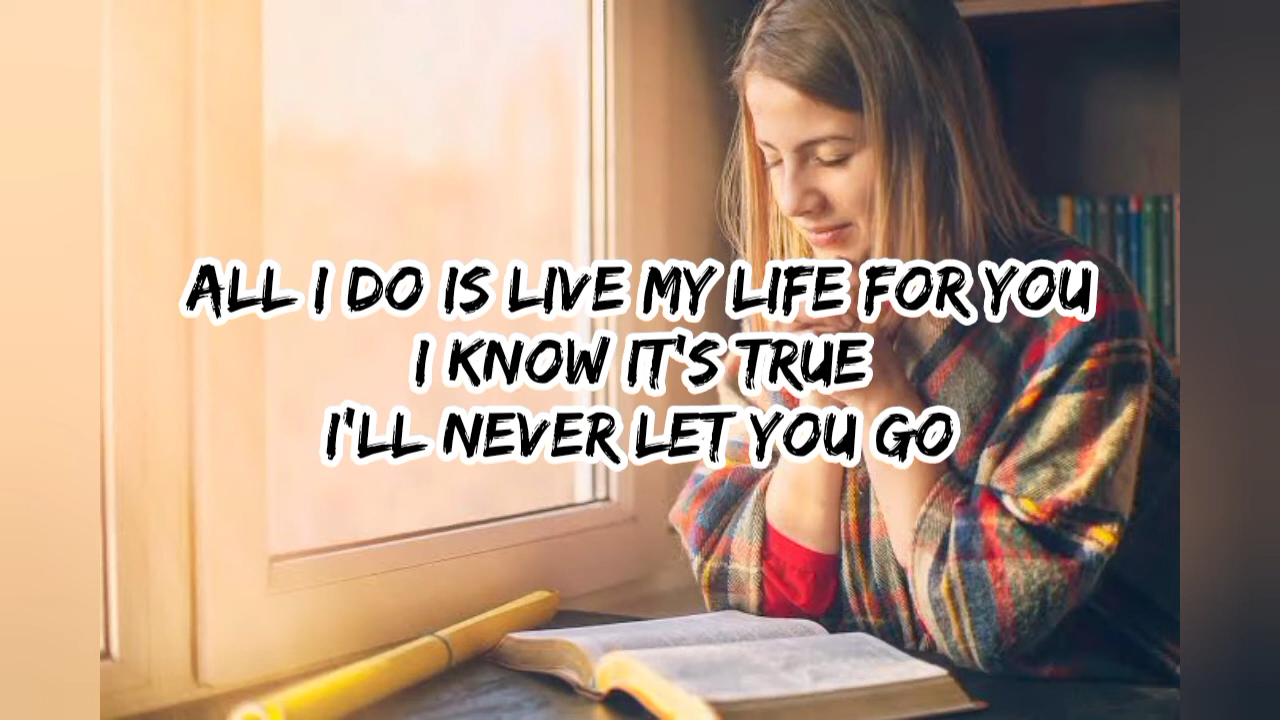 ALL I DO IS LIVE MY LIFE FOR YOU
I KNOW IT'S TRUE
I'LL NEVER LET YOU GO